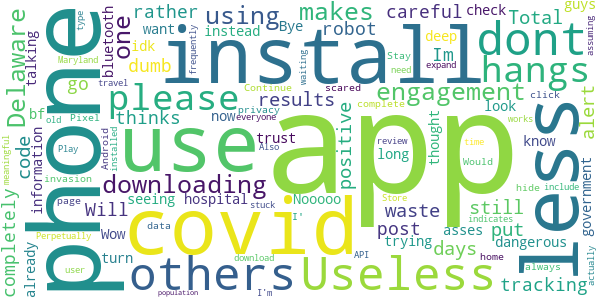 app
install
phone
covid
use
less
Useless
others
dont
hangs
please
downloading
engagement
Delaware
using
makes
one
go
Im
tracking
rather
careful
Total
guys
check
want
instead
robot
Bye
idk
dumb
deep
talking
bluetooth
results
look
alert
thinks
now
privacy
everyone
trust
positive
long
thought
know
government
code
bf
old
Pixel
Will
seeing
hospital
Nooooo
waste
still
put
hide
include
information
completely
meaningful
invasion
page
Wow
turn
already
Perpetually
user
data
download
stuck
I'
I'm
population
post
days
trying
asses
dangerous
indicates
always
home
API
actually
type
Maryland
travel
Play
Android
installed
frequently
waiting
Continue
scared
complete
Also
Stay
need
expand
assuming
click
review
time
works
Would
Store